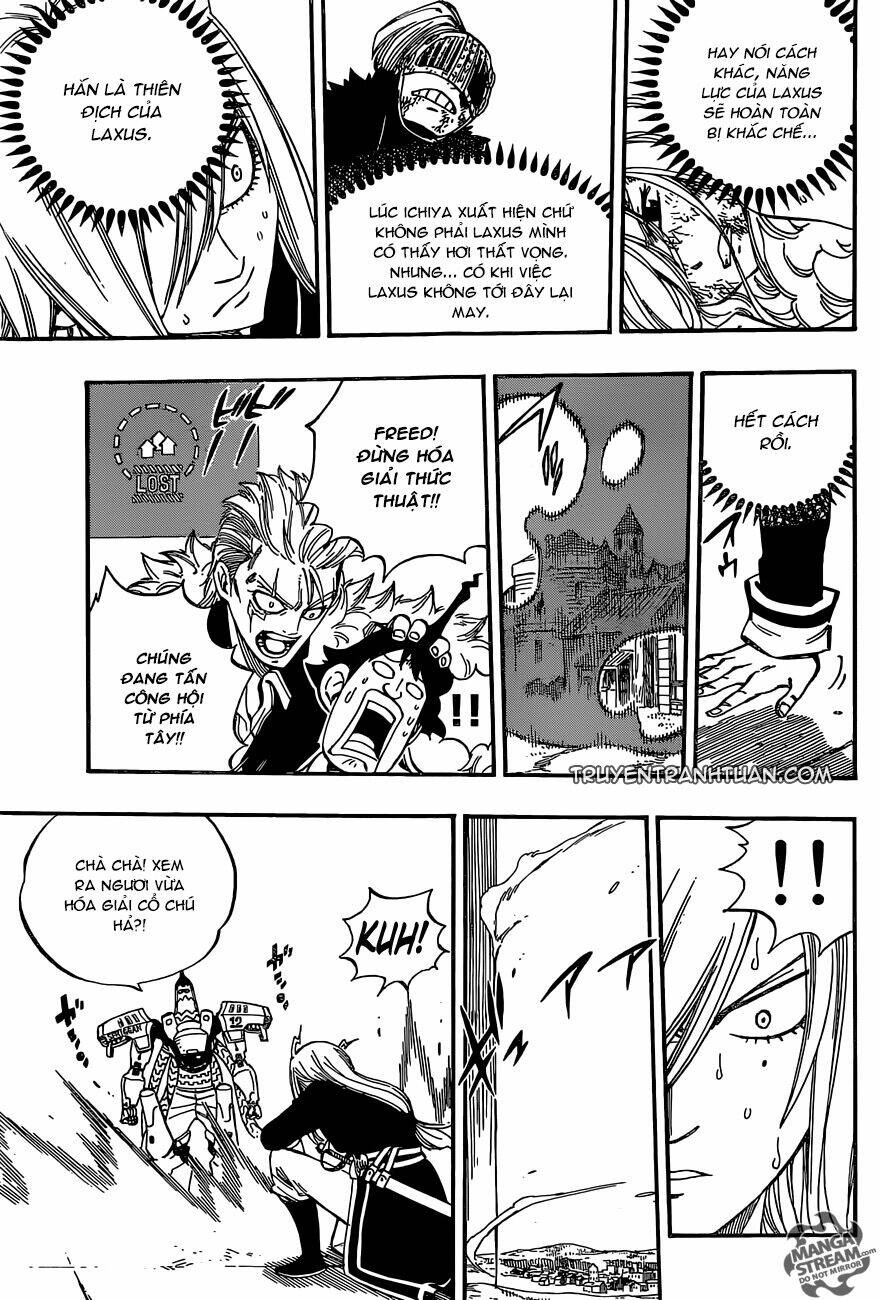 HAY NÓI CÁCH
KHÁC, NĂNG
LỰC CỦA LAXUS
SẼ HOÀN TOÀN
BỊ KHẮC CHẾ...
LÚC ICHIYA XUẤT HIỆN CHỨ
KHÔNG PHẢI LAXUS MÌNH
CÓ THẤY HƠI THẤT VỌNG.
NHƯNG... CÓ KHI VIỆC
LAXUS KHÔNG TỚI ĐÂY LẠI
MAY.
HẮN LÀ THIÊN
ĐỊCH CỦA
LAXUS.
HẾT CÁCH
RỒI.
FREED!
ĐỪNG HÓA
GIẢI THỨC
THUẬT!!
ビビ
LOST
CHÚNG
ĐANG TẤN
CÔNG HỘI
TỪ PHÍA
TÂY!!
!!
TRUYENTRANHTUAN.COM
!!
KUH!
CHÀ CHÀ! XEM
RA NGƯƠI VỪA
HÓA GIẢI CỔ CHÚ
HẢ?!
12
MANGA
STREAM.COM
DO NOT MIRROR!